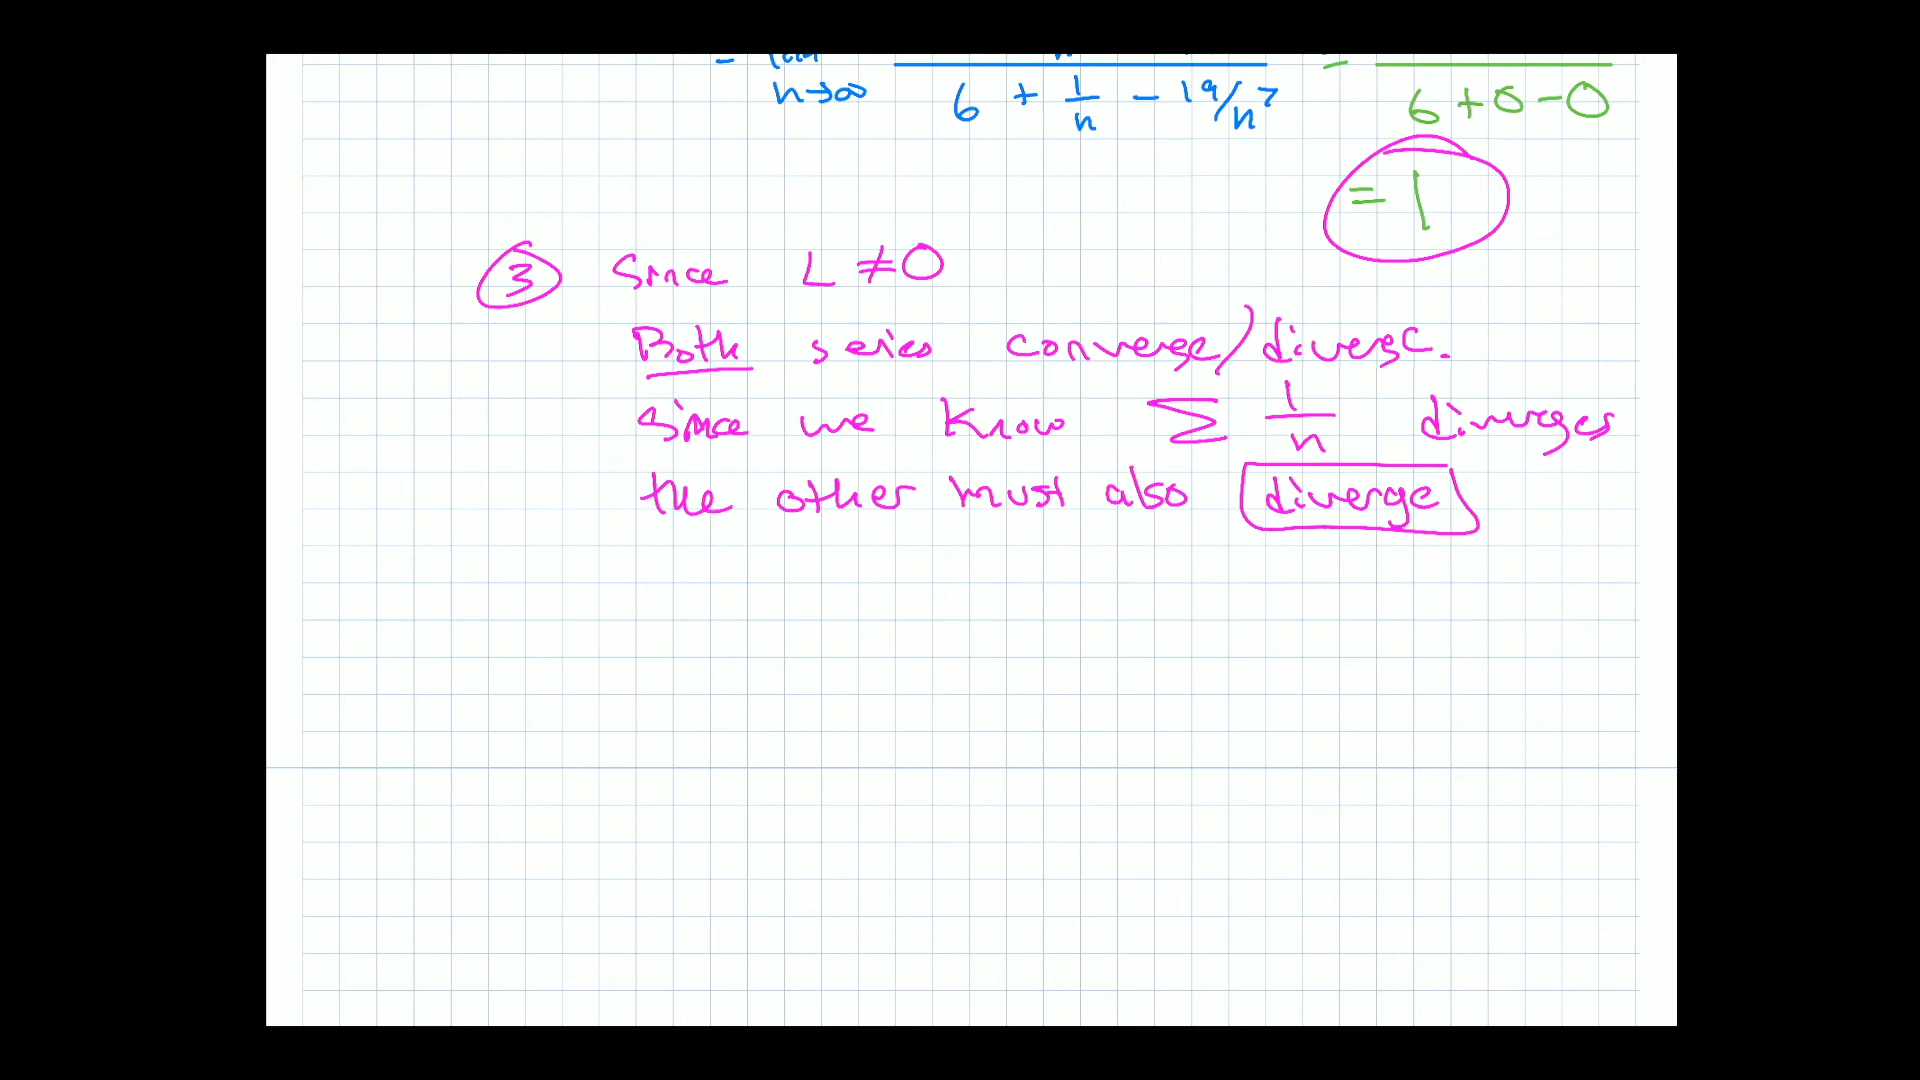 n→∞ 6 + 1/n - 19/n⁷ = 6+0-0
= 1
③ Since L ≠ 0
Both series converge/diverge.
Since we know Σ 1/n diverges
the other must also diverge